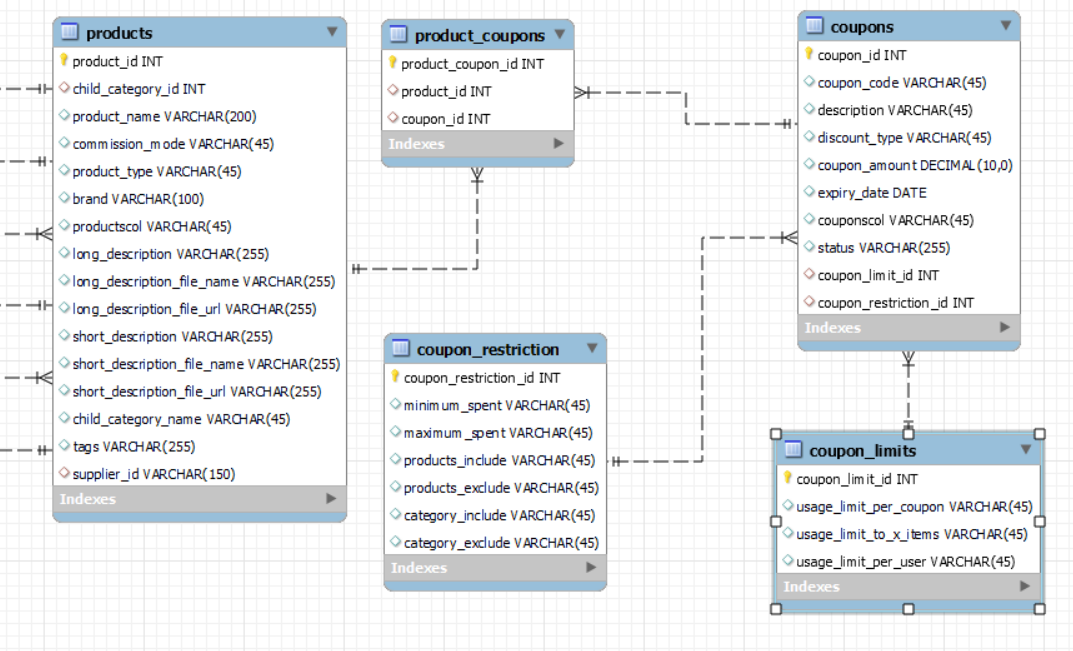 products
product_id INT
child_category_id INT
product_name VARCHAR(200)
commission_mode VARCHAR(45)
product_type VARCHAR(45)
brand VARCHAR(100)
productscol VARCHAR(45)
long_description VARCHAR(255)
long_description_file_name VARCHAR(255)
long_description_file_url VARCHAR(255)
short_description VARCHAR(255)
short_description_file_name VARCHAR(255)
short_description_file_url VARCHAR(255)
child_category_name VARCHAR(45)
tags VARCHAR(255)
supplier_id VARCHAR(150)
Indexes
product_coupons
product_coupon_id INT
product_id INT
coupon_id INT
Indexes
coupon_restriction
coupon_restriction_id INT
minimum_spent VARCHAR(45)
maximum_spent VARCHAR(45)
products_include VARCHAR(45)
products_exclude VARCHAR(45)
category_include VARCHAR(45)
category_exclude VARCHAR(45)
Indexes
coupons
coupon_id INT
coupon_code VARCHAR(45)
description VARCHAR(45)
discount_type VARCHAR(45)
coupon_amount DECIMAL(10,0)
expiry_date DATE
couponscol VARCHAR(45)
status VARCHAR(255)
coupon_limit_id INT
coupon_restriction_id INT
Indexes
coupon_limits
coupon_limit_id INT
usage_limit_per_coupon VARCHAR(45)
usage_limit_to_x_items VARCHAR(45)
usage_limit_per_user VARCHAR(45)
Indexes